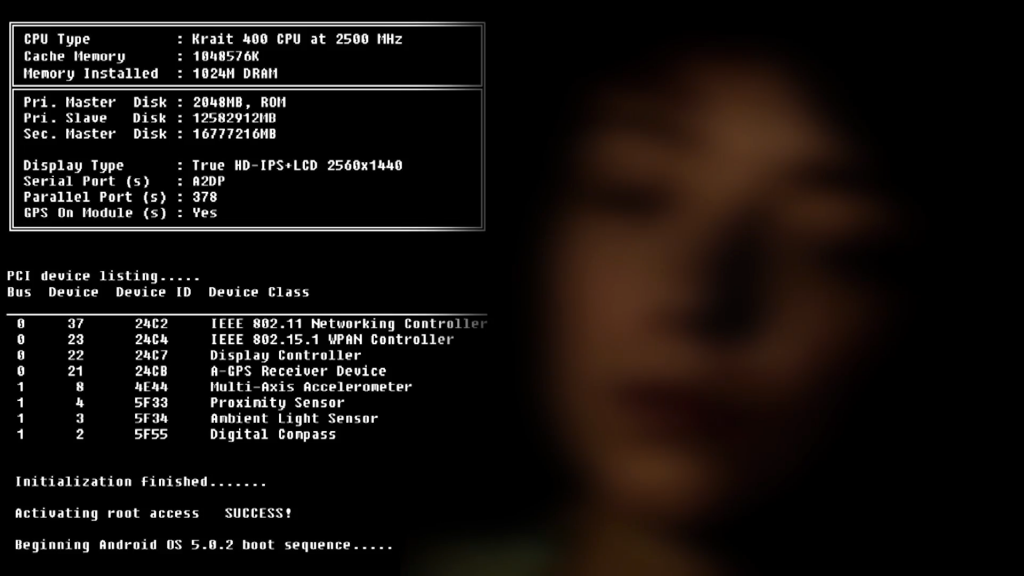 CPU Type : Krait 400 CPU at 2500 MHz
Cache Memory : 1048576K
Memory Installed : 1024M DRAM
Pri. Master Disk : 2048MB, ROM
Pri. Slave Disk : 12582912MB
Sec. Master Disk : 16777216MB
Display Type : True HD-IPS+LCD 2560x1440
Serial Port (s) : A2DP
Parallel Port (s) : 378
GPS On Module (s) : Yes
PCI device listing.....
Bus Device Device ID Device Class
0 37 24C2 IEEE 802.11 Networking Controller
0 23 24C4 IEEE 802.15.1 WPAN Controller
0 22 24C7 Display Controller
0 21 24CB A-GPS Receiver Device
1 8 4E44 Multi-Axis Accelerometer
1 4 5F33 Proximity Sensor
1 3 5F34 Ambient Light Sensor
1 2 5F55 Digital Compass
Initialization finished.......
Activating root access SUCCESS!
Beginning Android OS 5.0.2 boot sequence.....